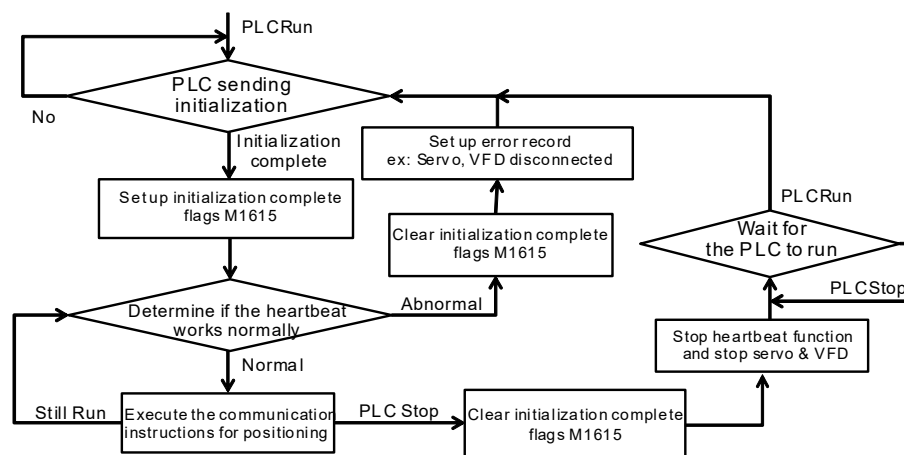 PLCRun
PLC sending
initialization
No
Initialization
complete
Set up initialization complete
flags M1615
Determine if the heartbeat
works normally
Abnormal
Normal
Still Run
Execute the communication
instructions for positioning
PLC Stop
Clear initialization complete
flags M1615
Set up error record
ex: Servo, VFD disconnected
Clear initialization complete
flags M1615
PLCRun
Wait for
the PLC to run
PLCStop
Stop heartbeat function
and stop servo & VFD